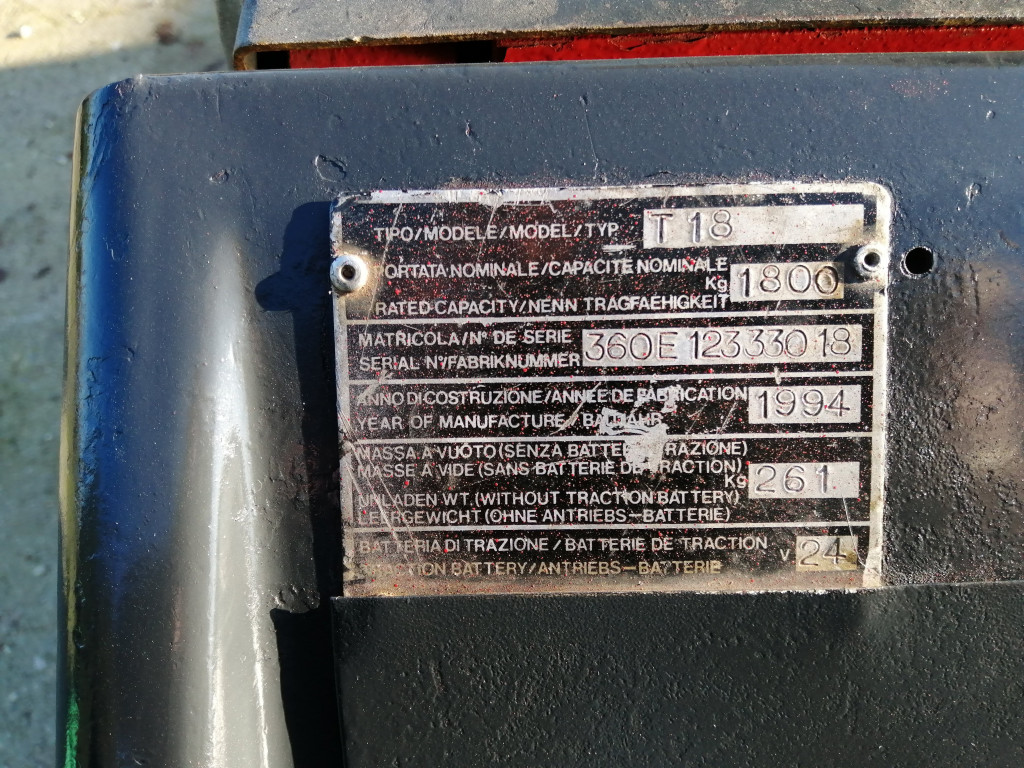 TIPO/MODELE/MODEL/TYP T 18
PORTATA NOMINALE/CAPACITE NOMINALE
Kg 1800
RATED CAPACITY/NENN TRAGFAEHIGKEIT
MATRICOLA/N° DE SERIE
SERIAL N°/FABRIKNUMMER 360E 12333018
ANNO DI COSTRUZIONE/ANNEE DE FABRICATION
YEAR OF MANUFACTURE/BAUJAHR 1994
MASSA A VUOTO (SENZA TRAZIONE)
MASSE A VIDE (SANS BATTERIE DE TRACTION)
Kg 261
UNLADEN WT. (WITHOUT TRACTION BATTERY)
LEERGEWICHT (OHNE ANTRIEBS-BATTERIE)
BATTERIA DI TRAZIONE/BATTERIE DE TRACTION V 24
TRACTION BATTERY/ANTRIEBS-BATTERIE